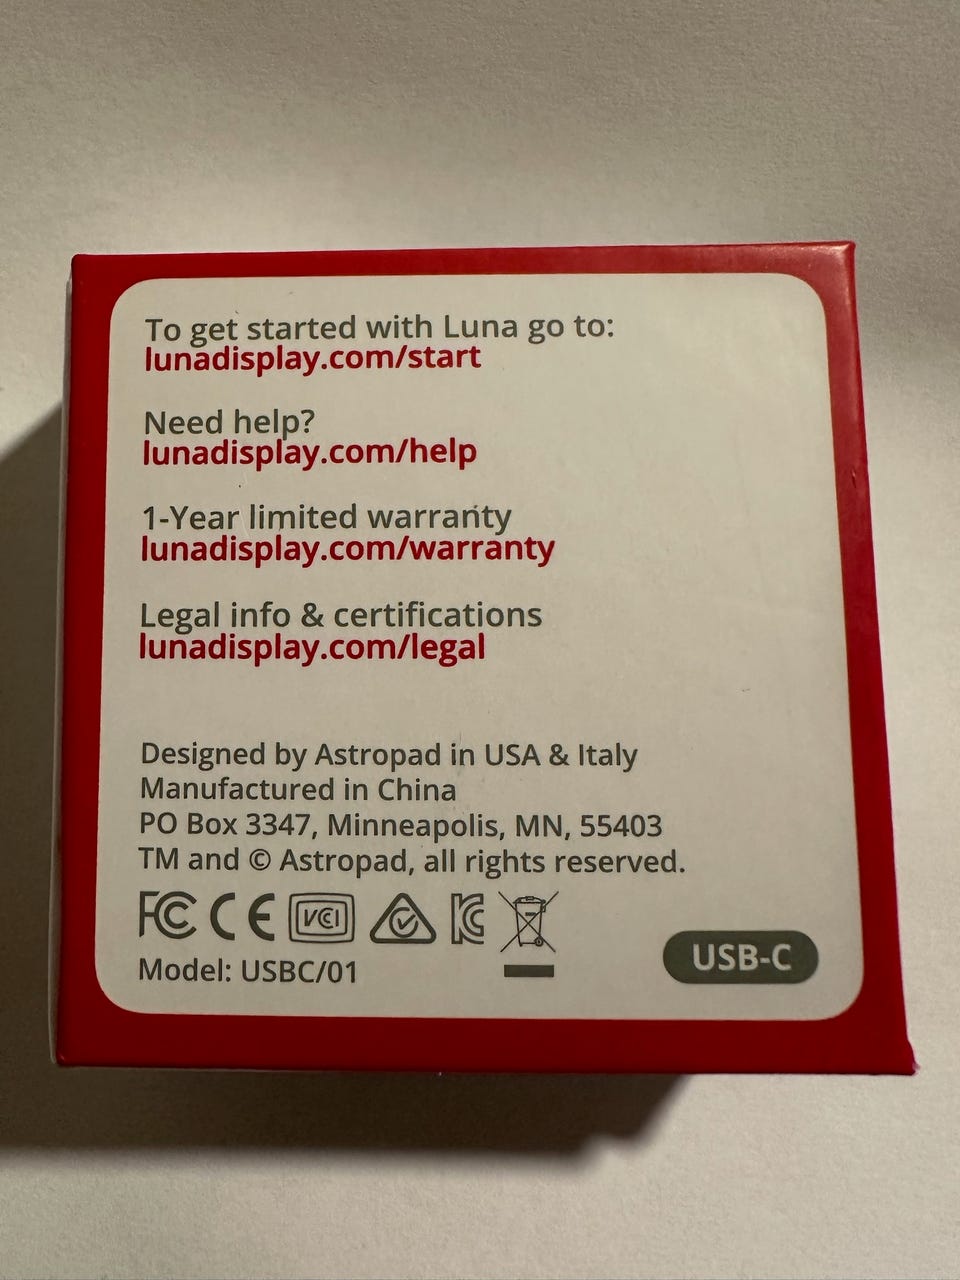 To get started with Luna go to:
lunadisplay.com/start
Need help?
lunadisplay.com/help
1-Year limited warranty
lunadisplay.com/warranty
Legal info & certifications
lunadisplay.com/legal
Designed by Astropad in USA & Italy
Manufactured in China
PO Box 3347, Minneapolis, MN, 55403
TM and © Astropad, all rights reserved.
FC CE VCI
Model: USBC/01
USB-C